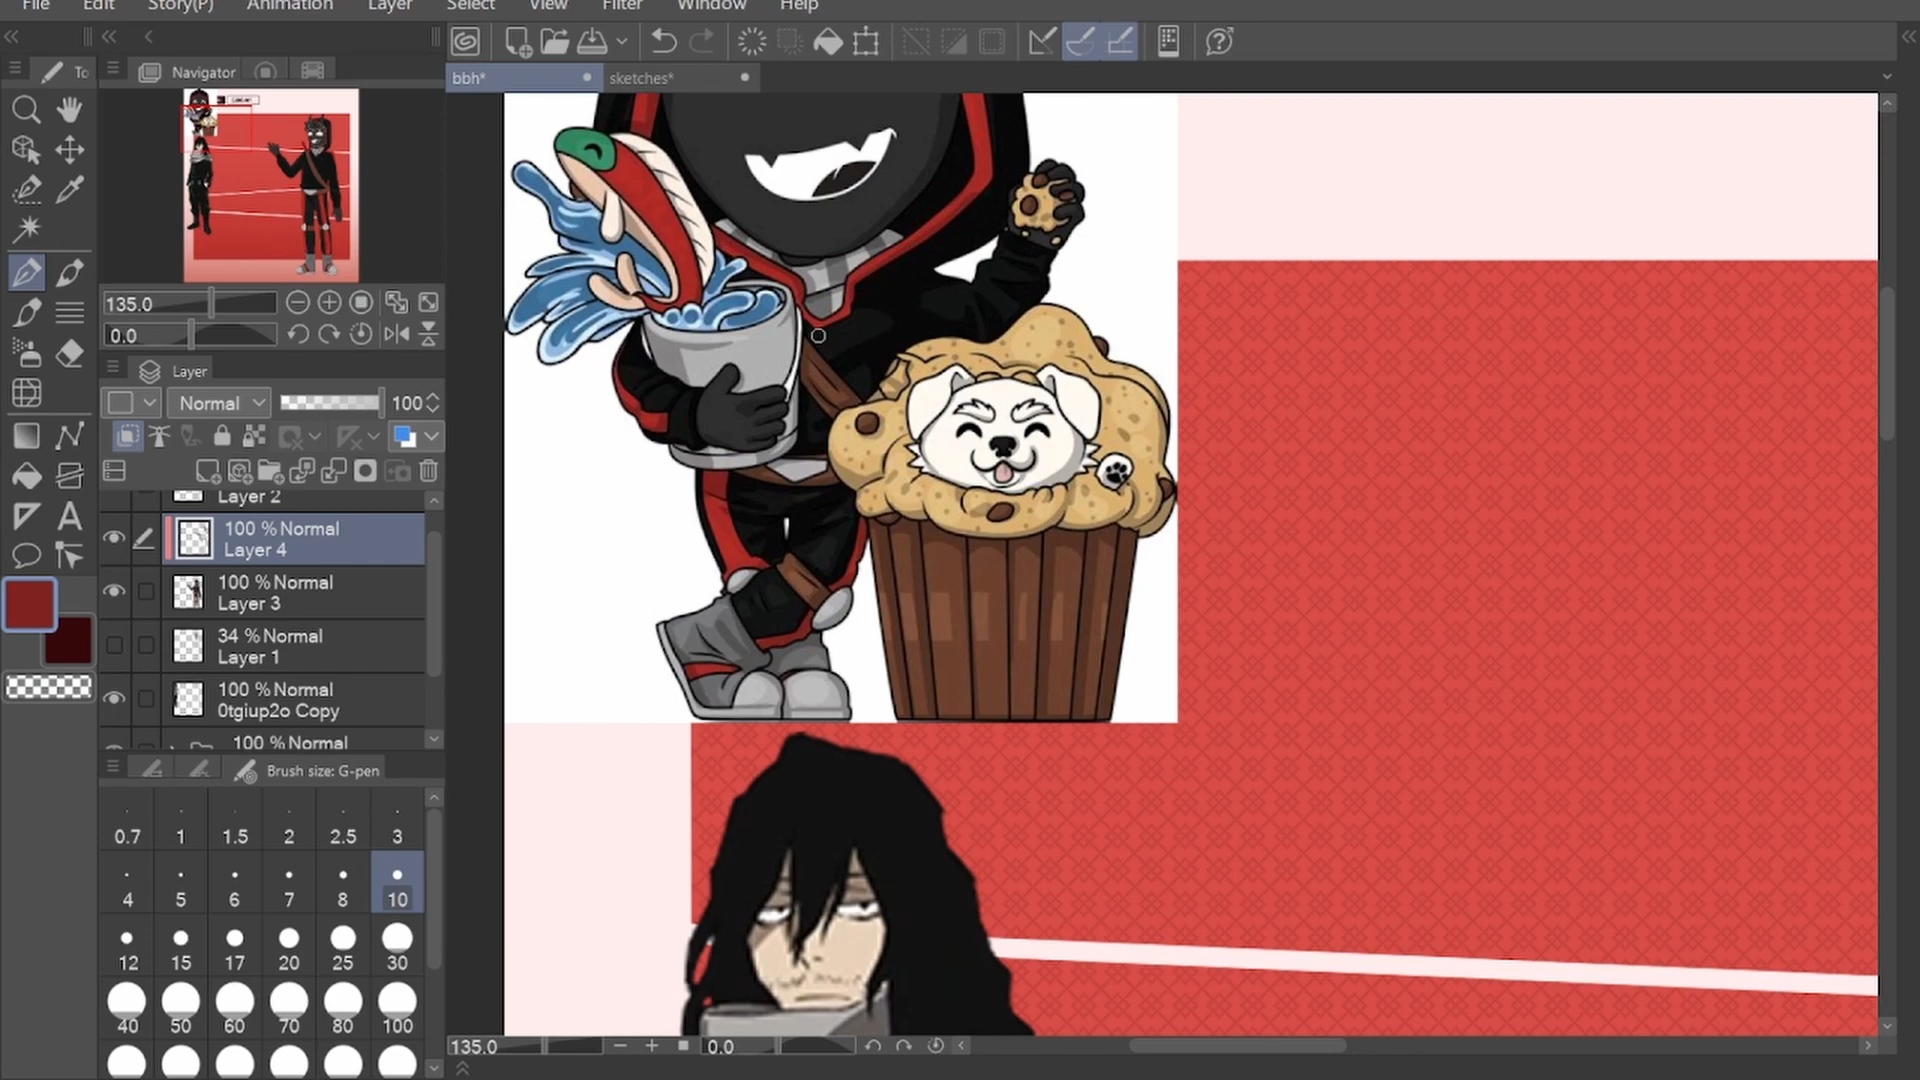 File Edit Story(P) Animation Layer Select View Filter Window Help
To
Navigator
bbh*
sketches*
135.0
0.0
Layer
Normal 100
Layer 2
100 % Normal
Layer 4
100 % Normal
Layer 3
34 % Normal
Layer 1
100 % Normal
0tgiup2o Copy
100 % Normal
Brush size: G-pen
0.7 1 1.5 2 2.5 3
4 5 6 7 8 10
12 15 17 20 25 30
40 50 60 70 80 100
135.0 0.0